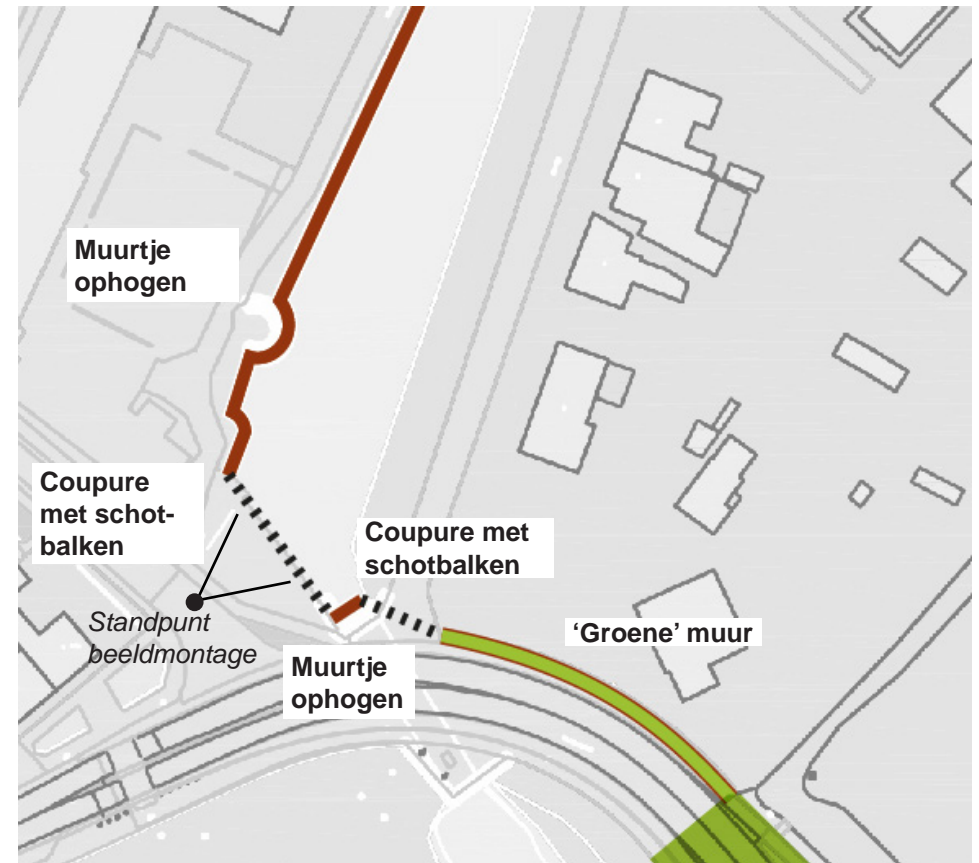 Muurtje
ophogen
Coupure
met schot-
balken
Coupure met
schotbalken
Standpunt
beeldmontage
‘Groene’ muur
Muurtje
ophogen